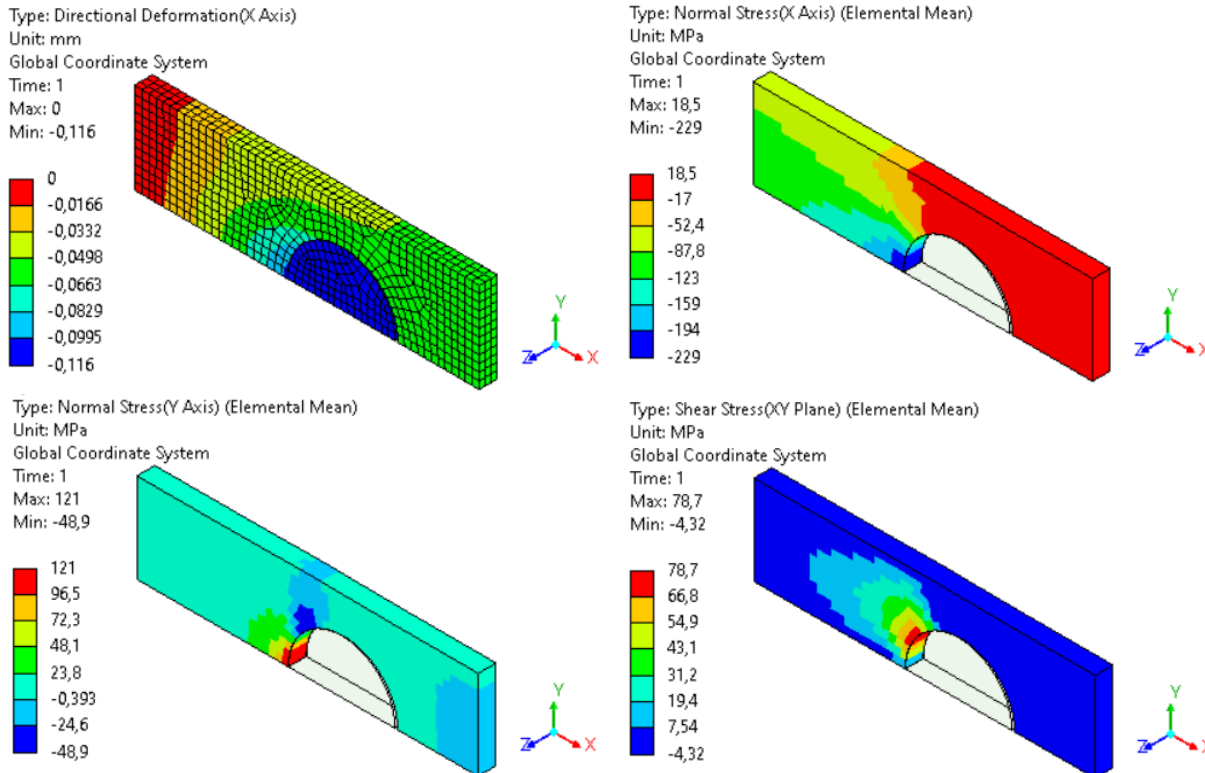 Type: Directional Deformation(X Axis)
Unit: mm
Global Coordinate System
Time: 1
Max: 0
Min: -0,116
0
-0,0166
-0,0332
-0,0498
-0,0663
-0,0829
-0,0995
-0,116
Y
Z
X
Type: Normal Stress(X Axis) (Elemental Mean)
Unit: MPa
Global Coordinate System
Time: 1
Max: 18,5
Min: -229
18,5
-17
-52,4
-87,8
-123
-159
-194
-229
Y
Z
X
Type: Normal Stress(Y Axis) (Elemental Mean)
Unit: MPa
Global Coordinate System
Time: 1
Max: 121
Min: -48,9
121
96,5
72,3
48,1
23,8
-0,393
-24,6
-48,9
Y
Z
X
Type: Shear Stress(XY Plane) (Elemental Mean)
Unit: MPa
Global Coordinate System
Time: 1
Max: 78,7
Min: -4,32
78,7
66,8
54,9
43,1
31,2
19,4
7,54
-4,32
Y
Z
X